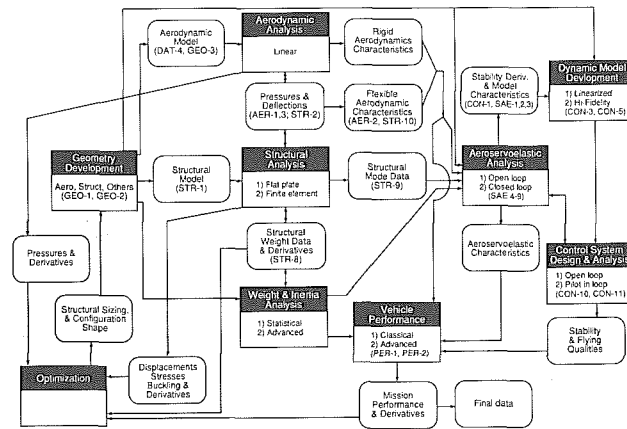 Aerodynamic
Analysis
Linear
Aerodynamic
Model
(DAT-4, GEO-3)
Rigid
Aerodynamics
Characteristics
Pressures &
Deflections
(AER-1,3; STR-2)
Flexible
Aerodynamic
Characteristics
(AER-2, STR-10)
Stability Deriv.
& Model
Characteristics
(CON-1, SAE-1,2,3)
Dynamic Model
Devlopment
1) Linearized
2) Hi-Fidelity
(CON-3, CON-5)
Geometry
Development
Aero, Struct, Others
(GEO-1, GEO-2)
Structural
Model
(STR-1)
Structural
Analysis
1) Flat plate
2) Finite element
Structural
Mode Data
(STR-9)
Aeroservoelastic
Analysis
1) Open loop
2) Closed loop
(SAE 4-9)
Pressures &
Derivatives
Structural
Weight Data
& Derivatives
(STR-8)
Aeroservoelastic
Characteristics
Control System
Design & Analysis
1) Open loop
2) Pilot in loop
(CON-10, CON-11)
Structural Sizing,
& Configuration
Shape
Weight & Inertia
Analysis
1) Statistical
2) Advanced
Vehicle
Performance
1) Classical
2) Advanced
(PER-1, PER-2)
Stability
& Flying
Qualities
Optimization
Displacements
Stresses
Buckling &
Derivatives
Mission
Performance
& Derivatives
Final data